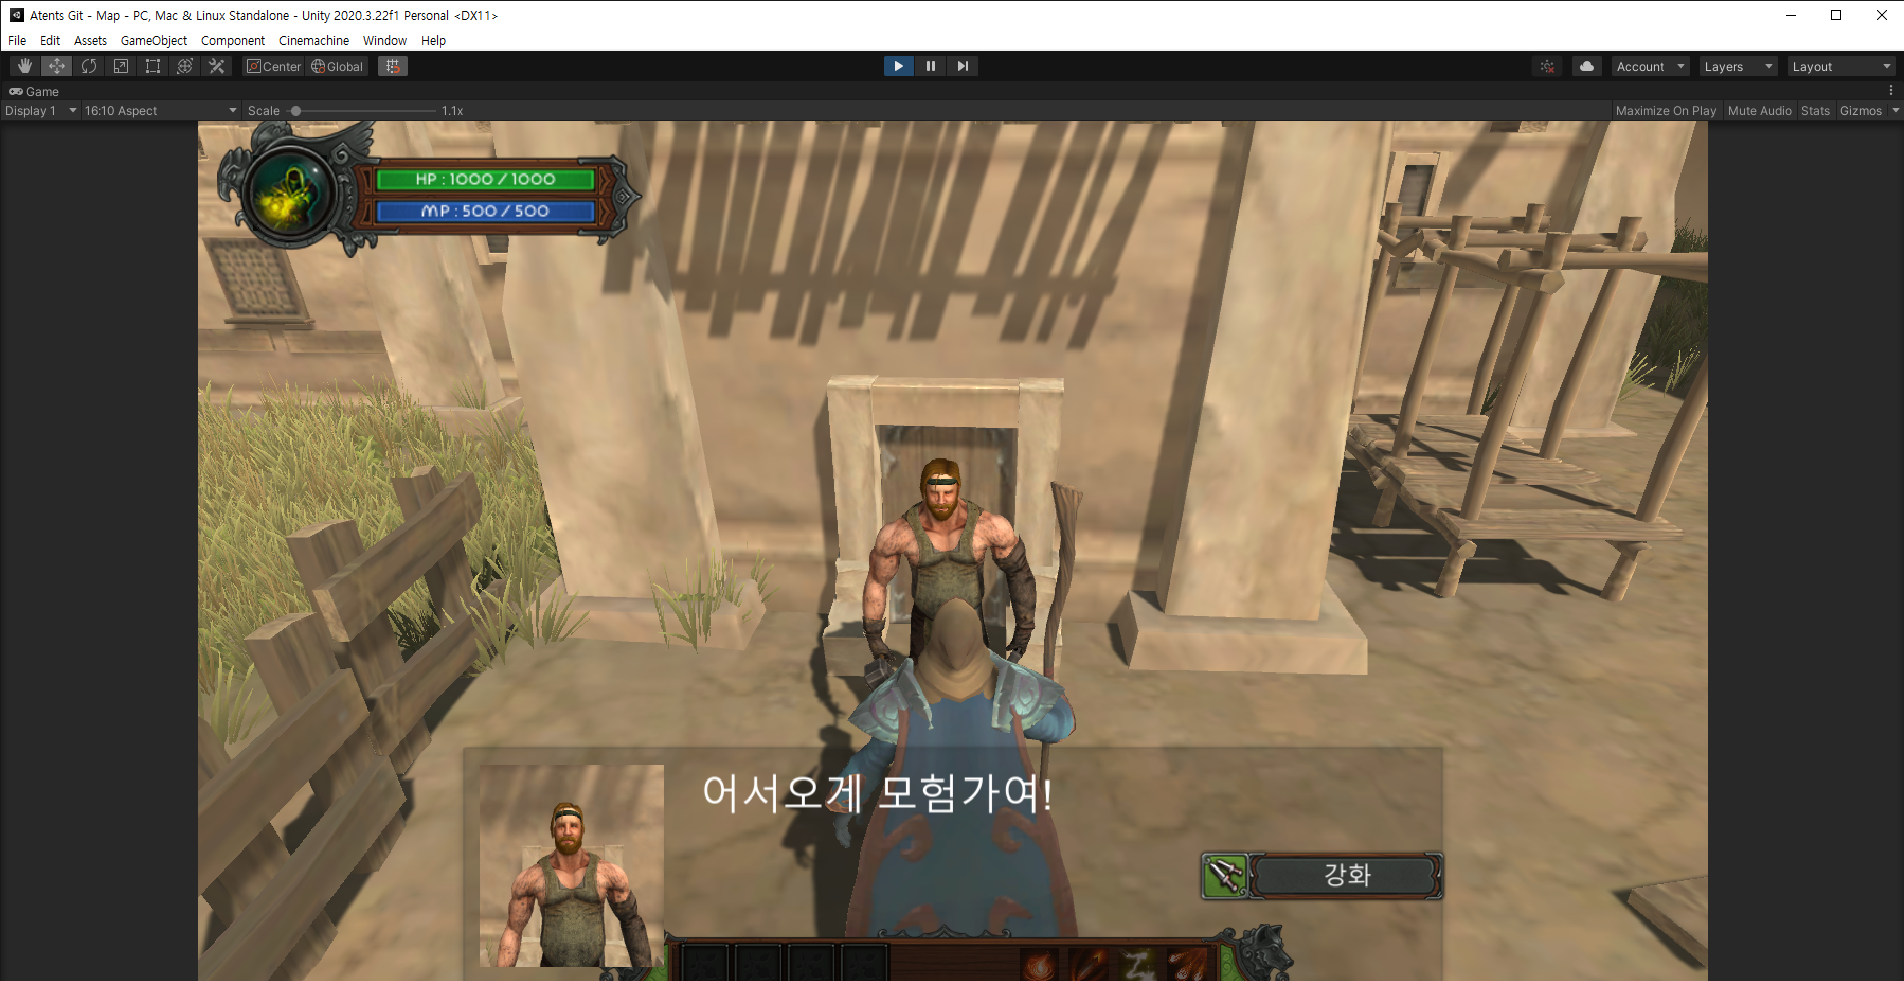 Atents Git - Map - PC, Mac & Linux Standalone - Unity 2020.3.22f1 Personal <DX11>
File Edit Assets GameObject Component Cinemachine Window Help
Center Global Account Layers Layout
Game
Display 1 16:10 Aspect Scale 1.1x Maximize On Play Mute Audio Stats Gizmos
HP : 1000 / 1000
MP : 500 / 500
어서오게 모험가여!
강화